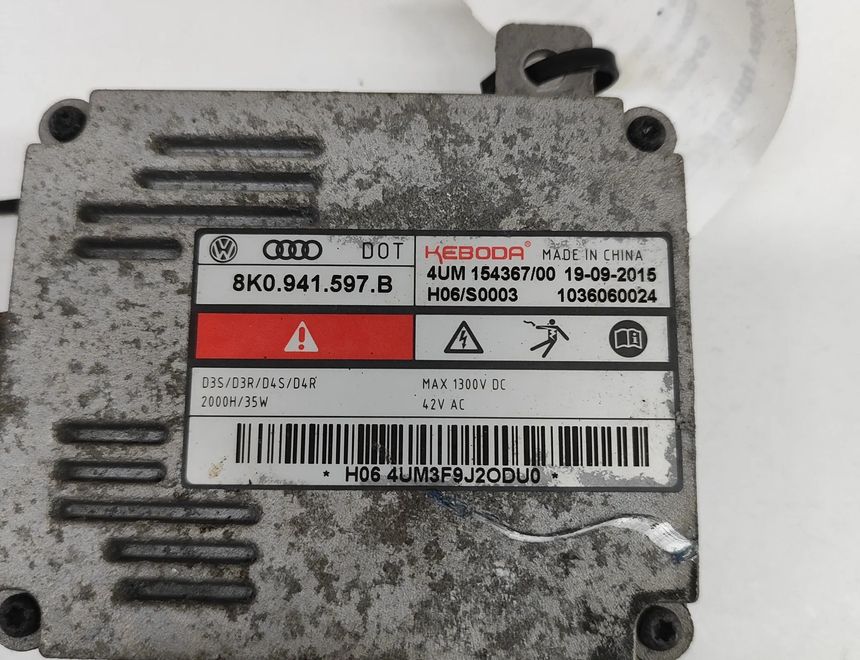 DOT
8K0.941.597.B
KEBODA® MADE IN CHINA
4UM 154367/00 19-09-2015
H06/S0003 1036060024
D3S/D3R/D4S/D4R
2000H/35W
MAX 1300V DC
42V AC
* H06 4UM3F9J2ODU0 *